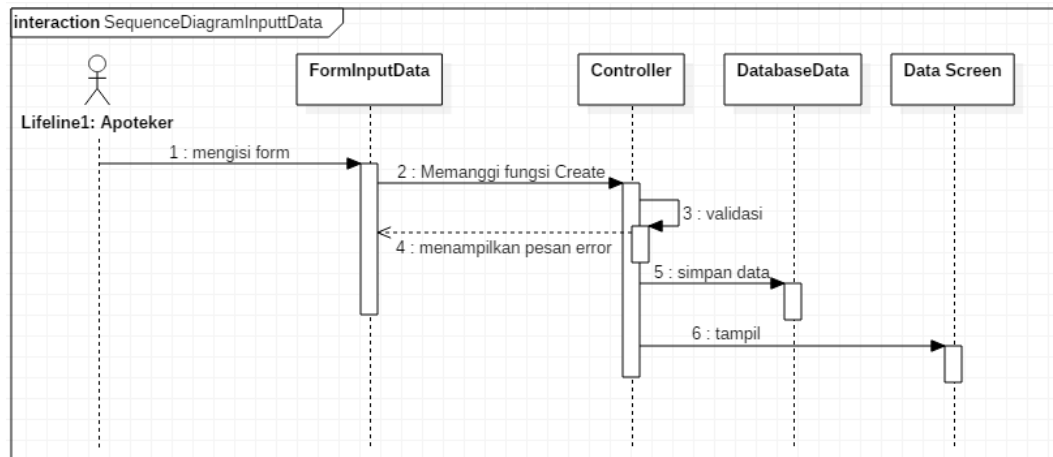 interaction SequenceDiagramInputtData
FormInputData
Controller
DatabaseData
Data Screen
Lifeline1: Apoteker
1 : mengisi form
2 : Memanggi fungsi Create
3 : validasi
4 : menampilkan pesan error
5 : simpan data
6 : tampil